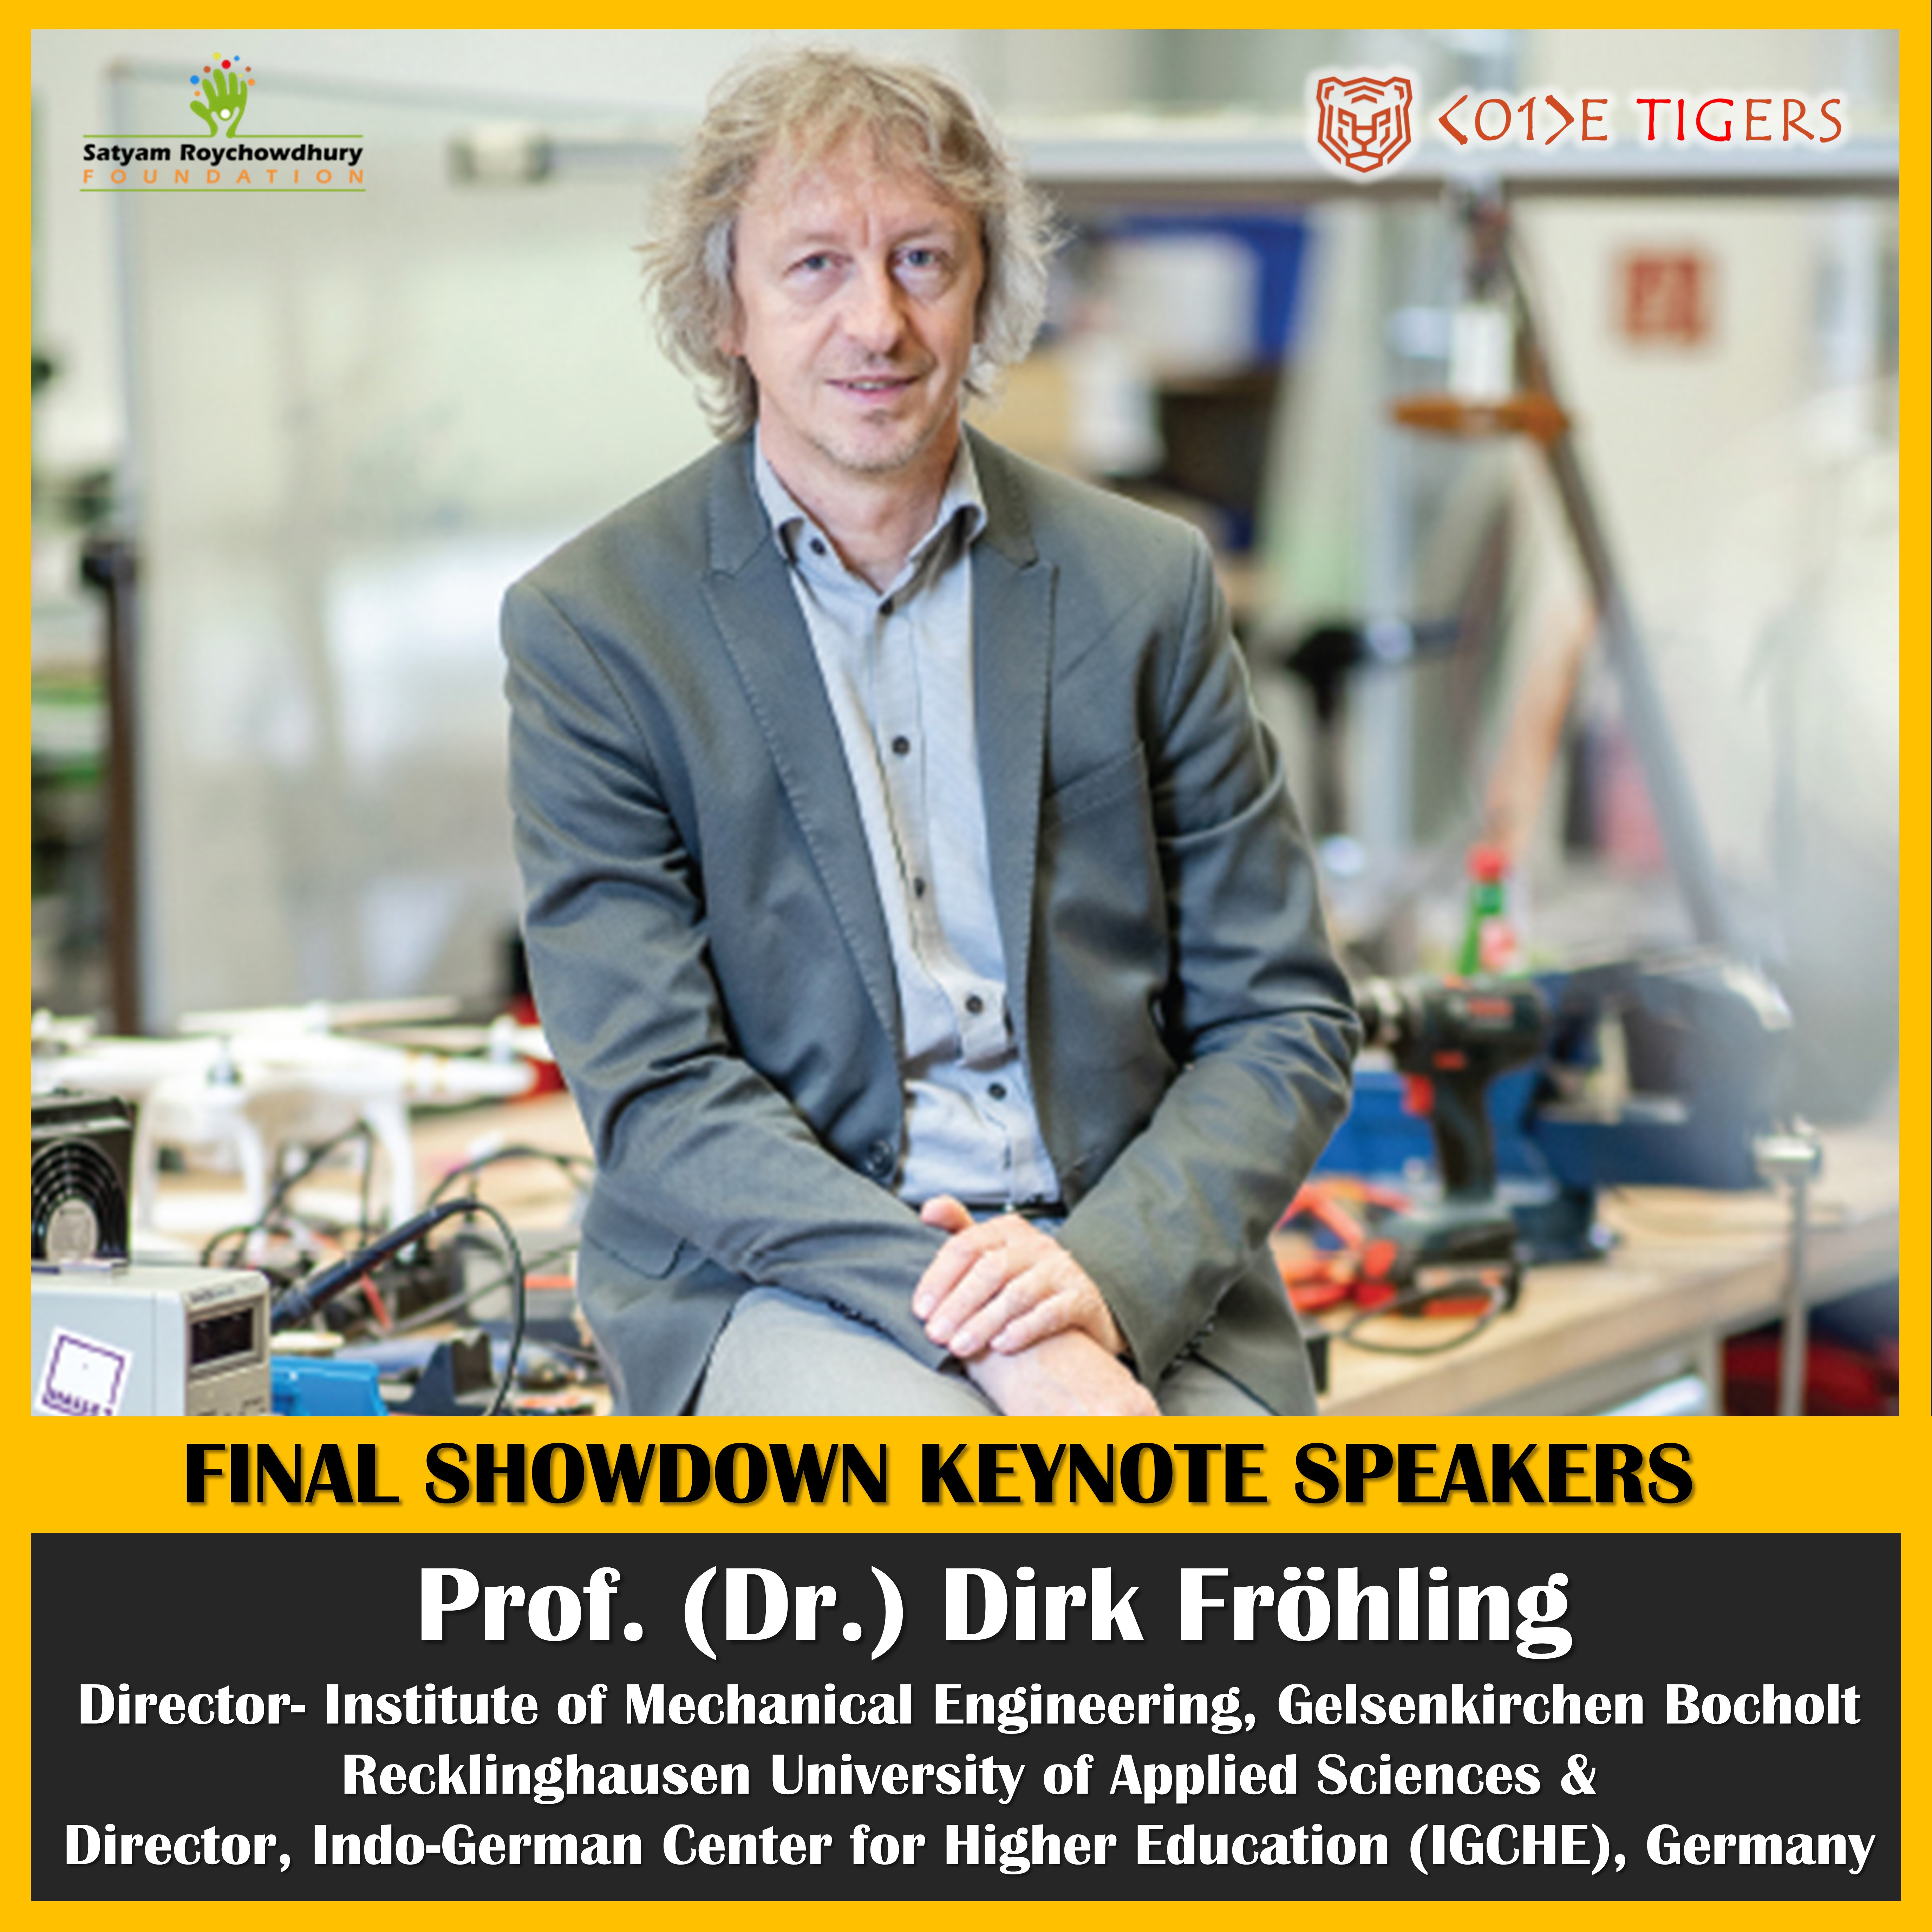 Satyam Roychowdhury
FOUNDATION
<01>E TIGERS
FINAL SHOWDOWN KEYNOTE SPEAKERS
Prof. (Dr.) Dirk Fröhling
Director- Institute of Mechanical Engineering, Gelsenkirchen Bocholt
Recklinghausen University of Applied Sciences &
Director, Indo-German Center for Higher Education (IGCHE), Germany